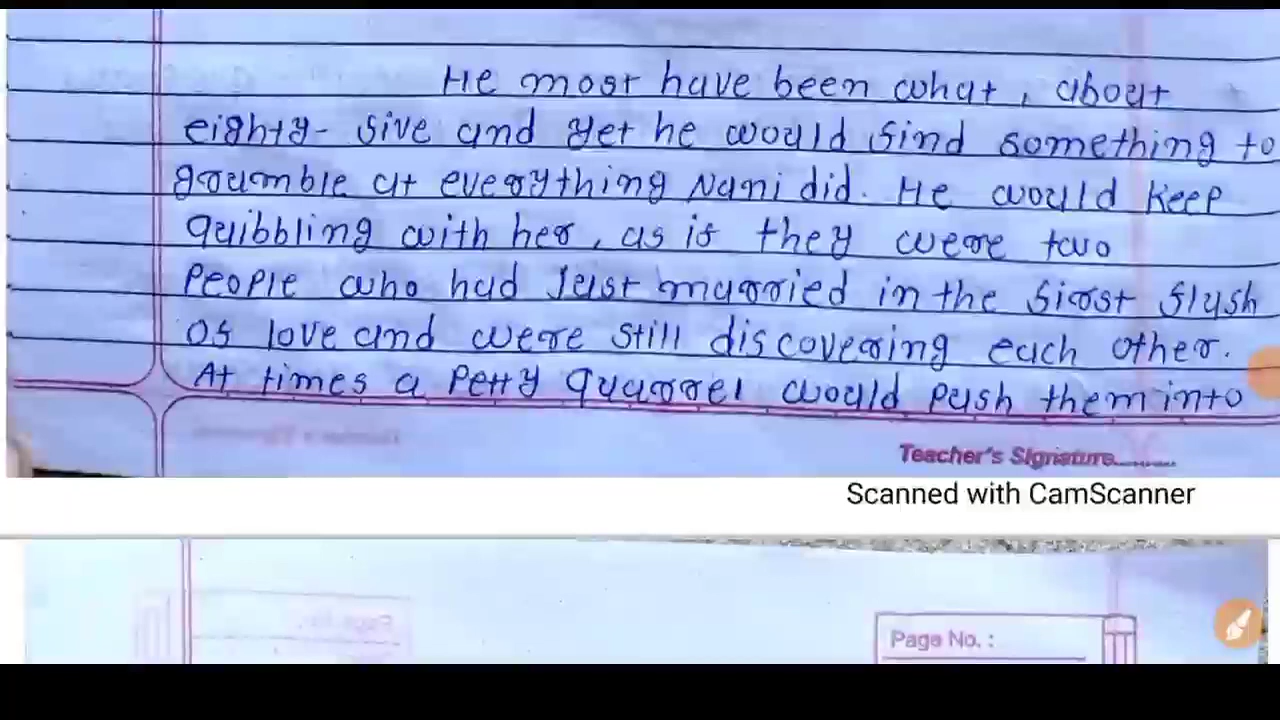 He most have been what, about
eighty-five and yet he would find something to
grumble at everything Nani did. He would keep
quibbling with her, as if they were two
people who had just married in the first flush
of love and were still discovering each other.
At times a petty quarrel would push them into
Teacher's Signature..........
Scanned with CamScanner
Page No. :
Page No. :